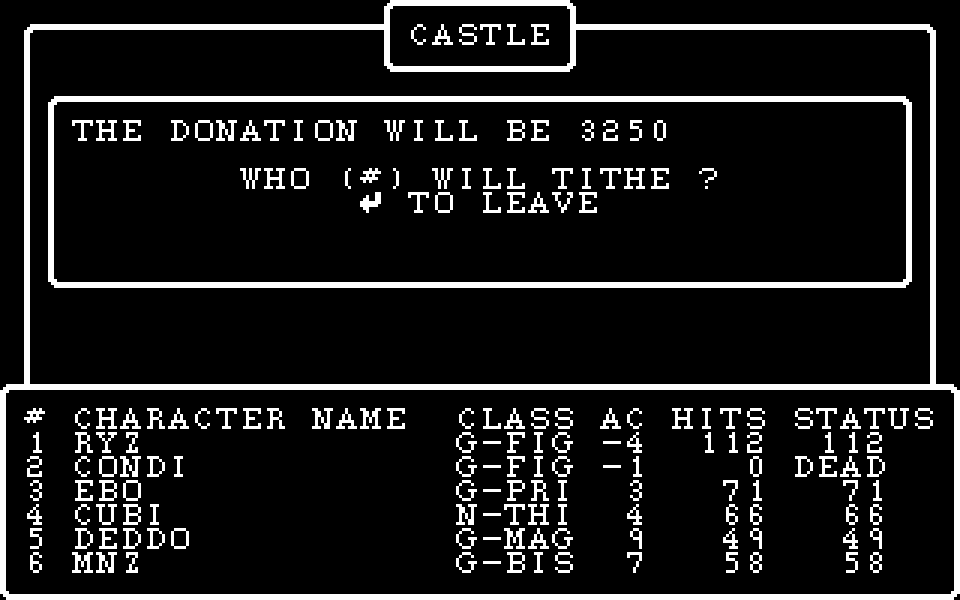 CASTLE
THE DONATION WILL BE 3250
WHO (#) WILL TITHE ?
↵ TO LEAVE
# CHARACTER NAME CLASS AC HITS STATUS
1 RYZ G-FIG -4 112 112
2 CONDI G-FIG -1 0 DEAD
3 EBO G-PRI 3 71 71
4 CUBI N-THI 4 66 66
5 DEDDO G-MAG 9 49 49
6 MNZ G-BIS 7 58 58